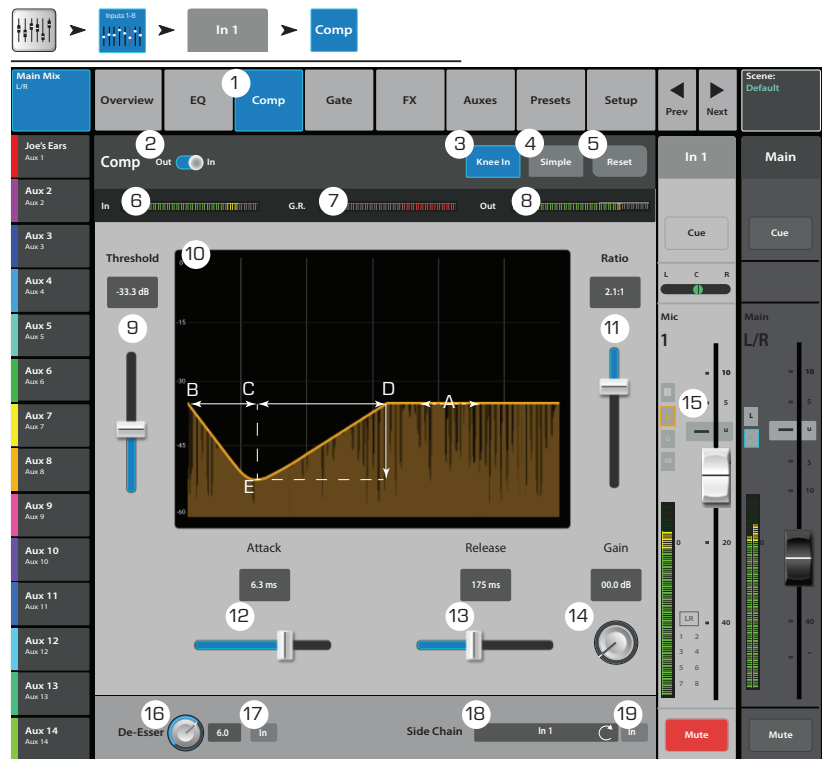 Inputs 1-8
In 1
Comp
Main Mix
L/R
Overview
EQ
1
Comp
Gate
FX
Auxes
Presets
Setup
Prev
Next
Scene:
Default
Joe's Ears
Aux 1
Aux 2
Aux 2
Aux 3
Aux 3
Aux 4
Aux 4
Aux 5
Aux 5
Aux 6
Aux 6
Aux 7
Aux 7
Aux 8
Aux 8
Aux 9
Aux 9
Aux 10
Aux 10
Aux 11
Aux 11
Aux 12
Aux 12
Aux 13
Aux 13
Aux 14
Aux 14
Comp
2
Out In
3
Knee In
4
Simple
5
Reset
In 6
G.R. 7
Out 8
Threshold
-33.3 dB
9
10
-15
-30
-45
-60
B C D A
E
Ratio
2.1:1
11
Attack
6.3 ms
12
Release
175 ms
13
Gain
00.0 dB
14
De-Esser
16
6.0
17
In
Side Chain
18
In 1
19
In
In 1
Cue
L C R
Mic
1
10
5
15
u
0
20
LR
40
1 2
3 4
5 6
7 8
Mute
Main
Cue
Main
L/R
10
5
L
u
5
10
20
40
Mute